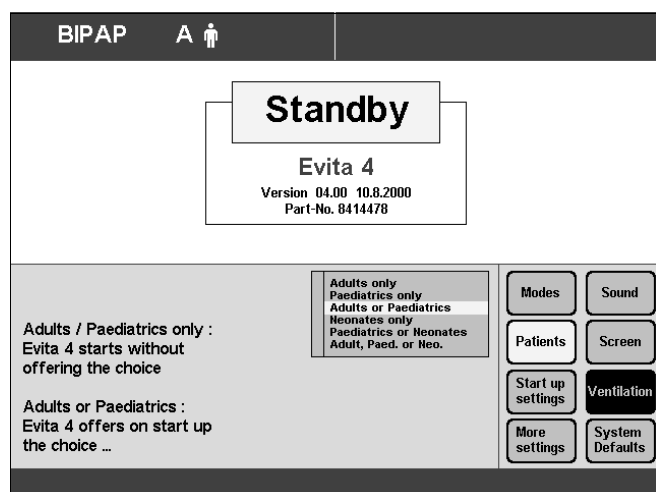 BIPAP A
Standby
Evita 4
Version 04.00 10.8.2000
Part-No. 8414478
Adults / Paediatrics only :
Evita 4 starts without
offering the choice
Adults or Paediatrics :
Evita 4 offers on start up
the choice ...
Adults only
Paediatrics only
Adults or Paediatrics
Neonates only
Paediatrics or Neonates
Adult, Paed. or Neo.
Modes
Sound
Patients
Screen
Start up
settings
Ventilation
More
settings
System
Defaults